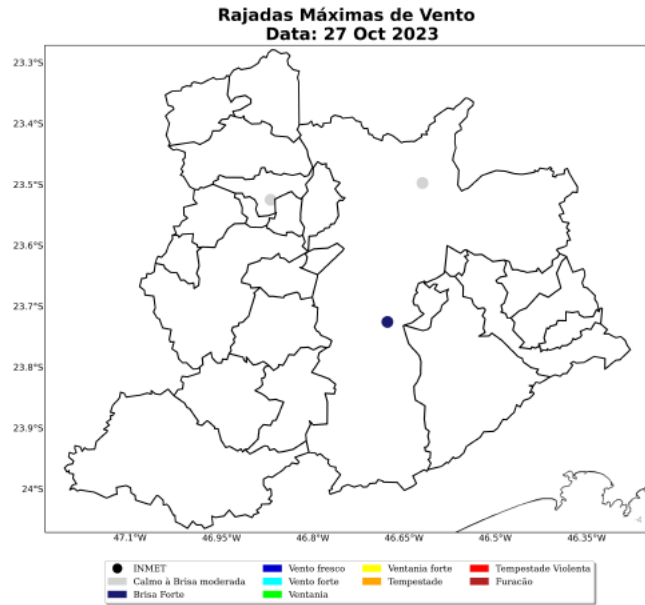 Rajadas Máximas de Vento
Data: 27 Oct 2023
23.3°S
23.4°S
23.5°S
23.6°S
23.7°S
23.8°S
23.9°S
24°S
47.1°W
46.95°W
46.8°W
46.65°W
46.5°W
46.35°W
INMET
Calmo à Brisa moderada
Brisa Forte
Vento fresco
Vento forte
Ventania
Ventania forte
Tempestade
Tempestade Violenta
Furacão